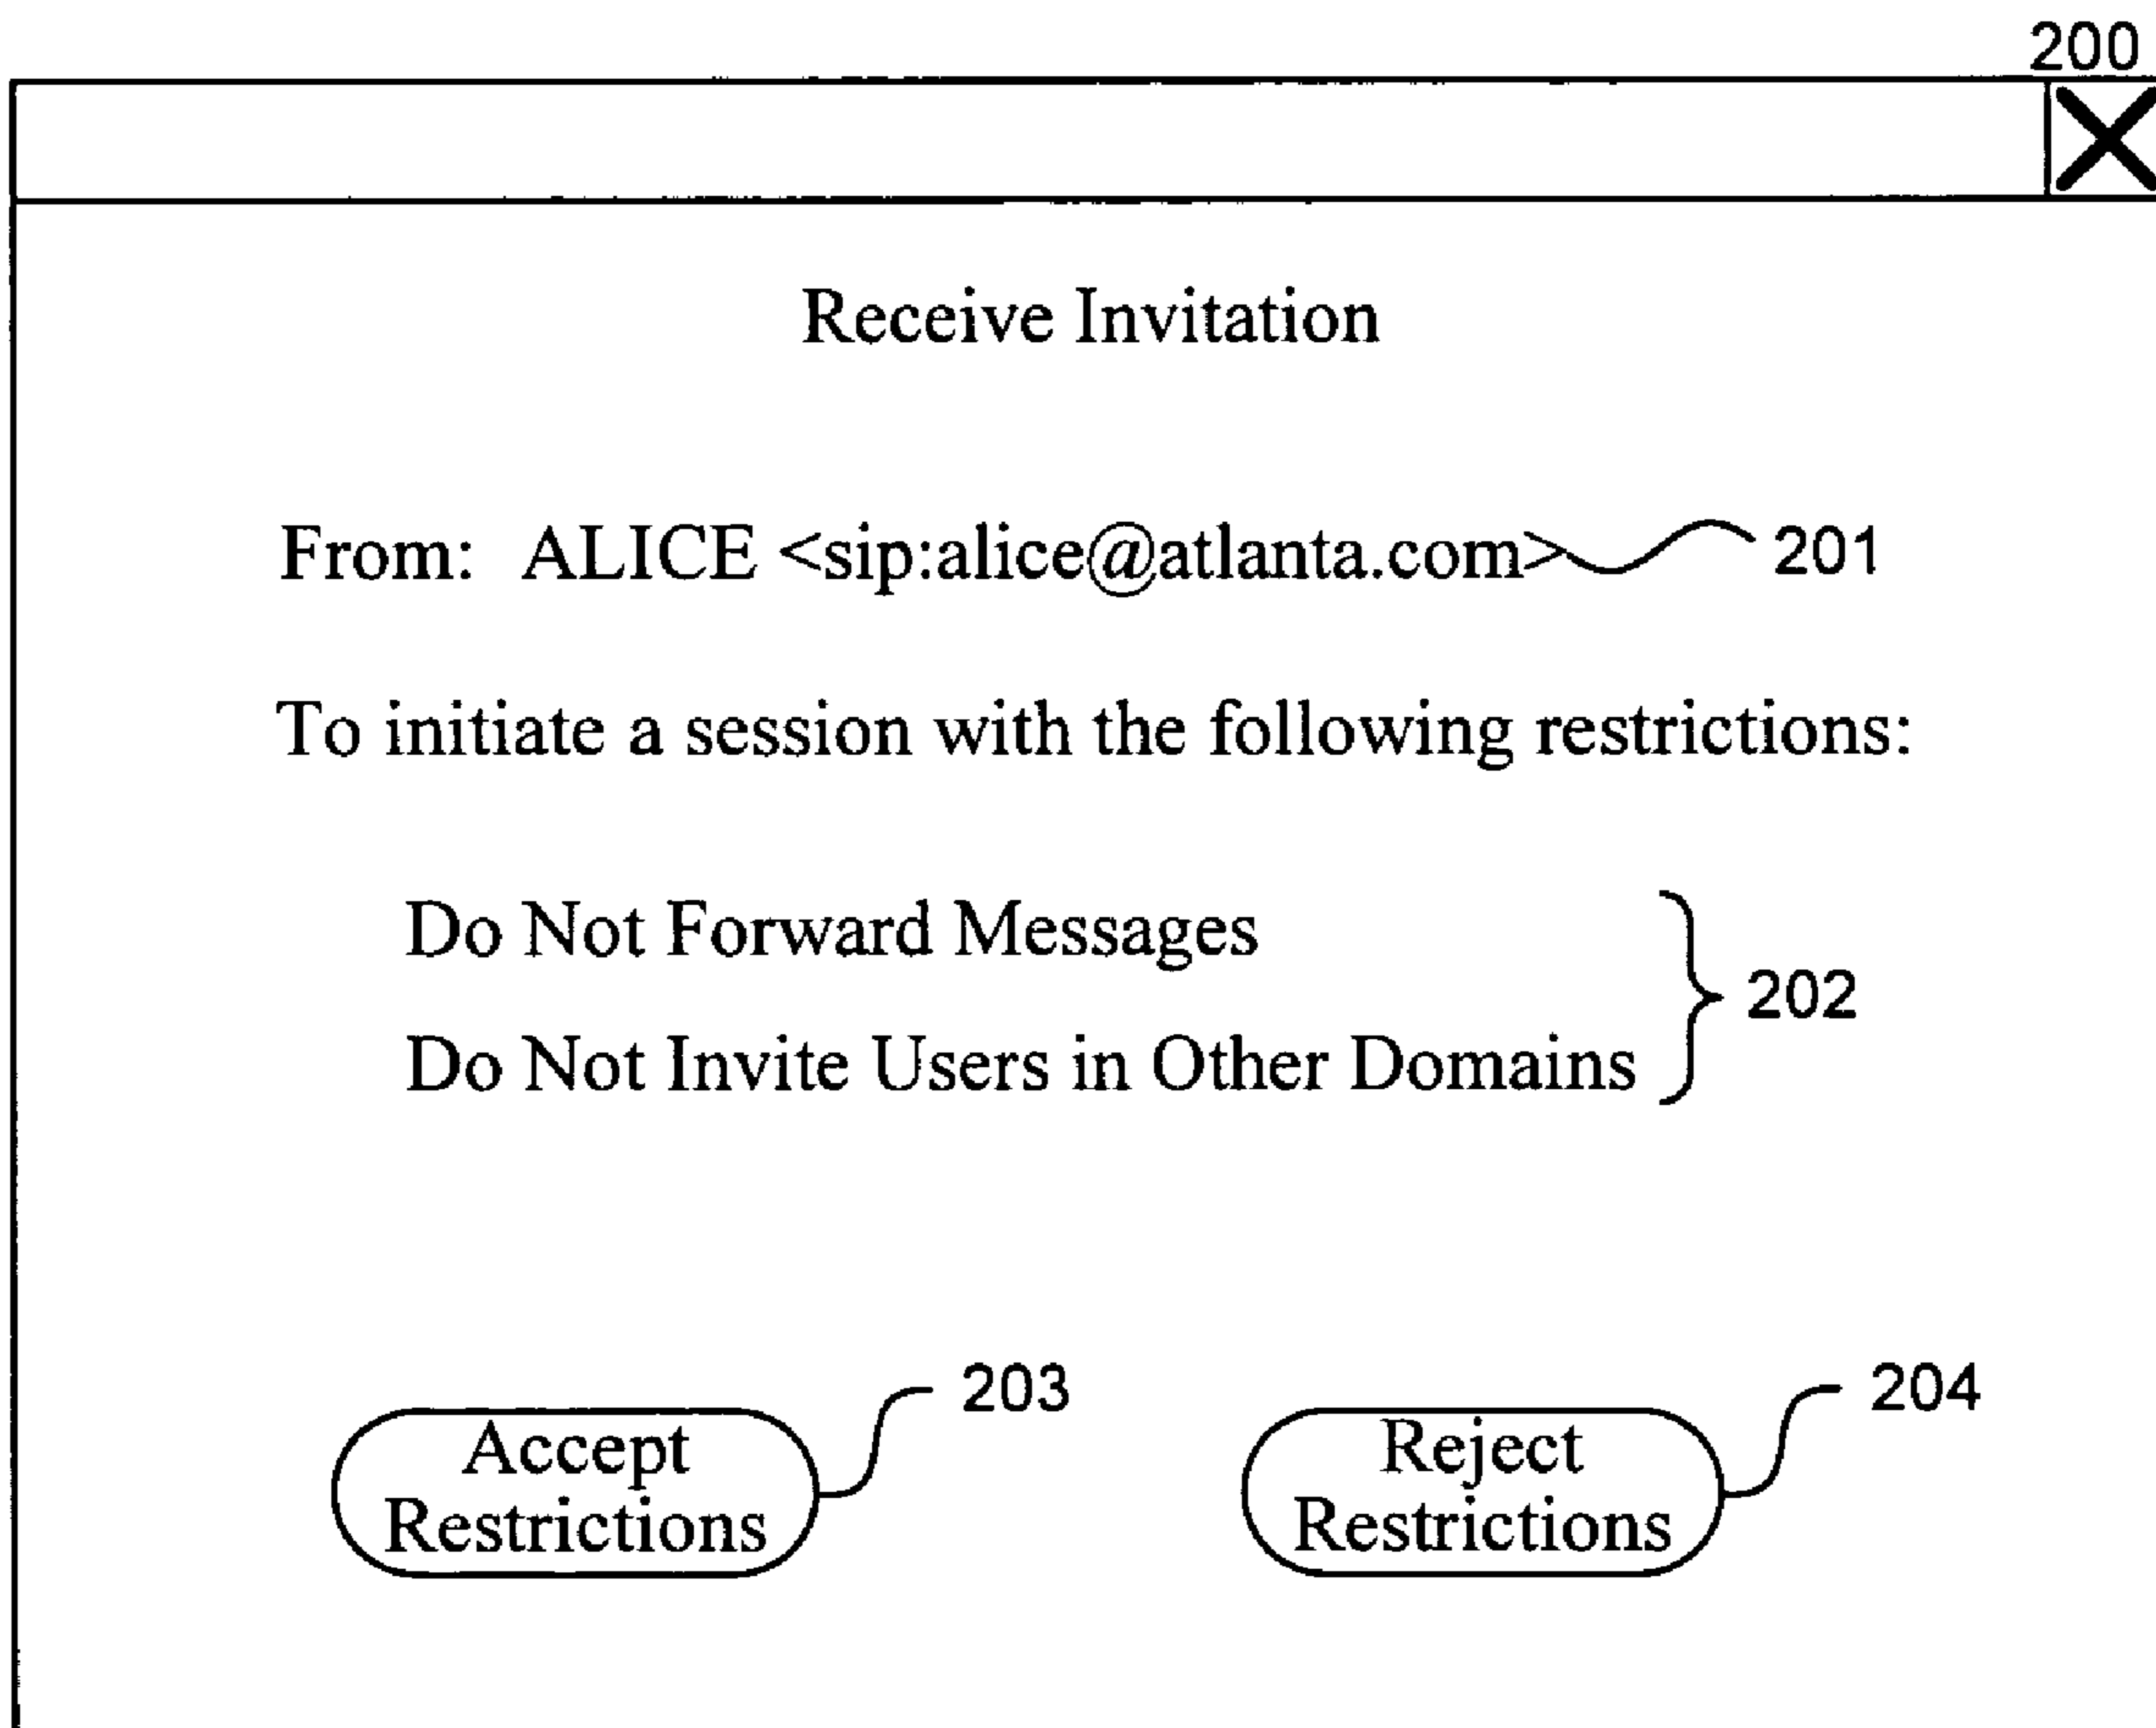 200
Receive Invitation
From: ALICE <sip:alice@atlanta.com> 201
To initiate a session with the following restrictions:
Do Not Forward Messages
202
Do Not Invite Users in Other Domains
203
204
Accept
Restrictions
Reject
Restrictions